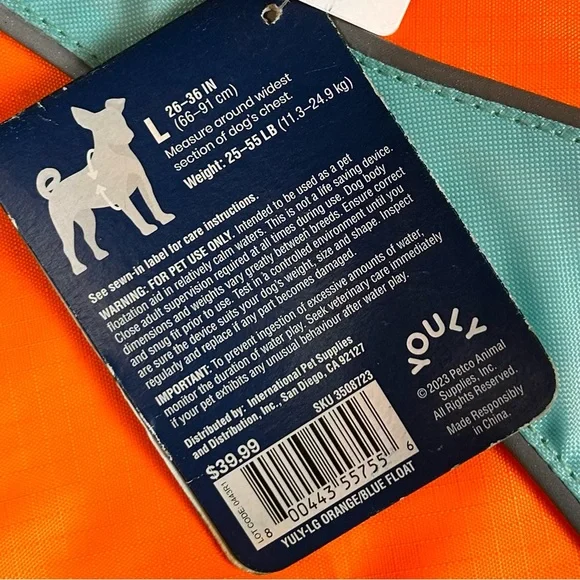 L
26–36 IN
(66–91 cm)
Measure around widest
section of dog's chest.
Weight: 25–55 LB (11.3–24.9 kg)
See sewn-in label for care instructions.
WARNING: FOR PET USE ONLY. Intended to be used as a pet
floatation aid in relatively calm waters. This is not a life saving device.
Close adult supervision required at all times during use. Dog body
dimensions and weights vary greatly between breeds. Ensure correct
and snug fit prior to use. Test in a controlled environment until you
are sure the device suits your dog's weight, size and shape. Inspect
regularly and replace if any part becomes damaged.
IMPORTANT: To prevent ingestion of excessive amounts of water,
monitor the duration of water play. Seek veterinary care immediately
if your pet exhibits any unusual behaviour after water play.
Distributed by: International Pet Supplies
and Distribution, Inc., San Diego, CA 92127
SKU 3506723
$39.99
LOT CODE: 0443R1
8 00443 55755 6
YULY-LG ORANGE/BLUE FLOAT
YOULY
© 2023 Petco Animal
Supplies, Inc.
All Rights Reserved.
Made Responsibly
in China.